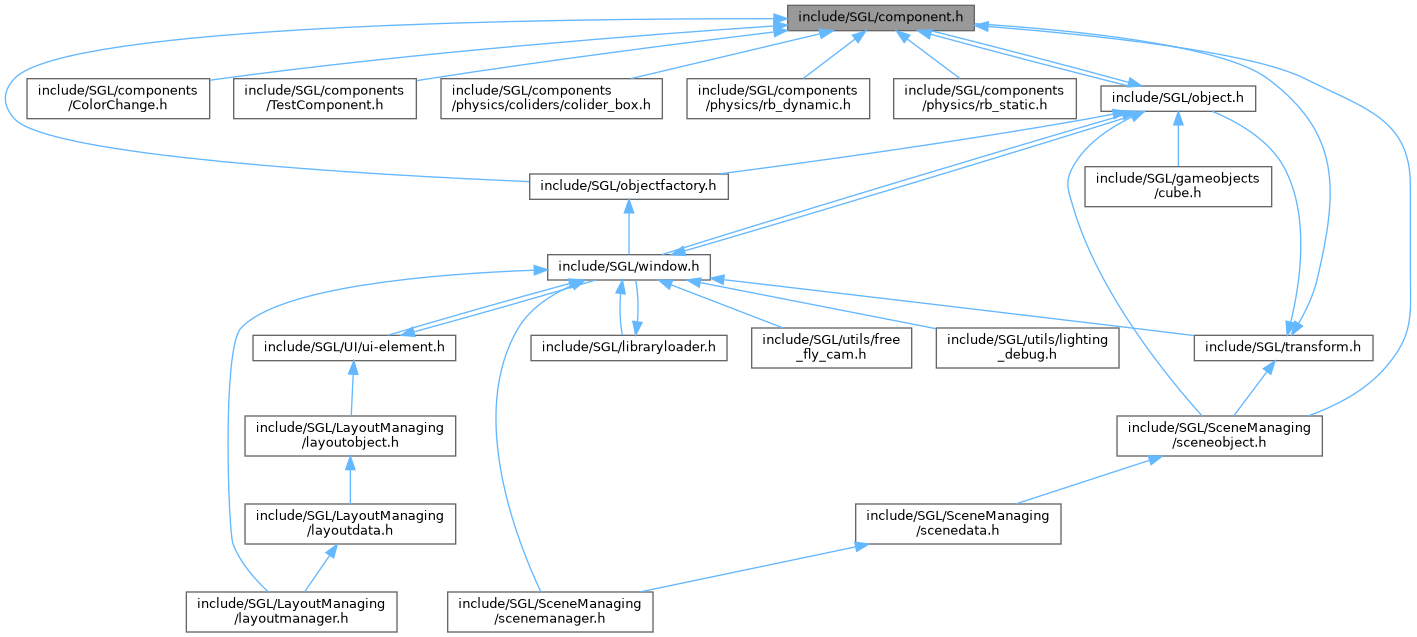 include/SGL/component.h
include/SGL/components
/ColorChange.h
include/SGL/components
/TestComponent.h
include/SGL/components
/physics/coliders/colider_box.h
include/SGL/components
/physics/rb_dynamic.h
include/SGL/components
/physics/rb_static.h
include/SGL/object.h
include/SGL/objectfactory.h
include/SGL/gameobjects
/cube.h
include/SGL/window.h
include/SGL/UI/ui-element.h
include/SGL/libraryloader.h
include/SGL/utils/free
_fly_cam.h
include/SGL/utils/lighting
_debug.h
include/SGL/transform.h
include/SGL/LayoutManaging
/layoutobject.h
include/SGL/SceneManaging
/sceneobject.h
include/SGL/LayoutManaging
/layoutdata.h
include/SGL/SceneManaging
/scenedata.h
include/SGL/LayoutManaging
/layoutmanager.h
include/SGL/SceneManaging
/scenemanager.h